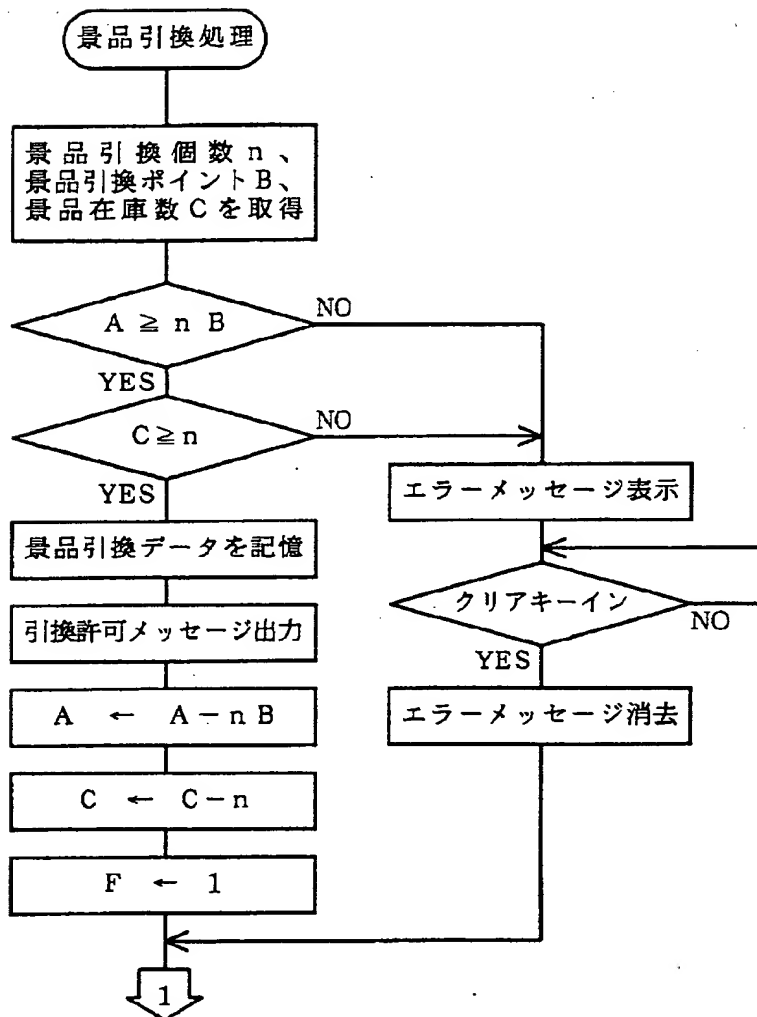 景品引換処理
景品引換個数n、
景品引換ポイントB、
景品在庫数Cを取得
A ≧ n B
NO
YES
C≧n
NO
YES
景品引換データを記憶
引換許可メッセージ出力
A ← A－n B
C ← C－n
F ← 1
エラーメッセージ表示
クリアキーイン
NO
YES
エラーメッセージ消去
1